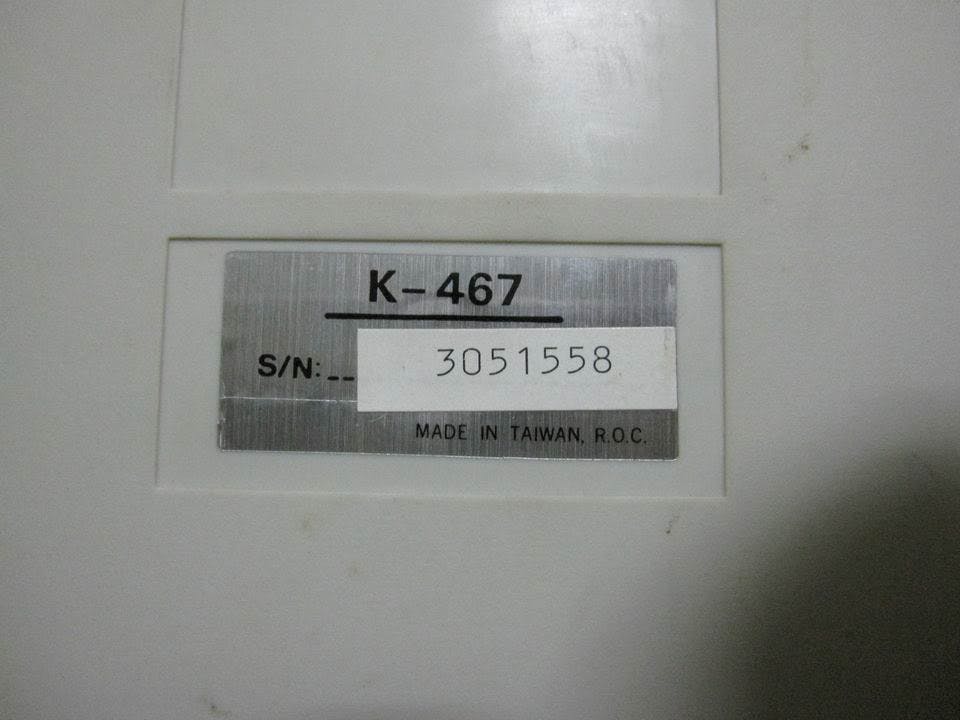 K-467
S/N:__ 3051558
MADE IN TAIWAN, R.O.C.